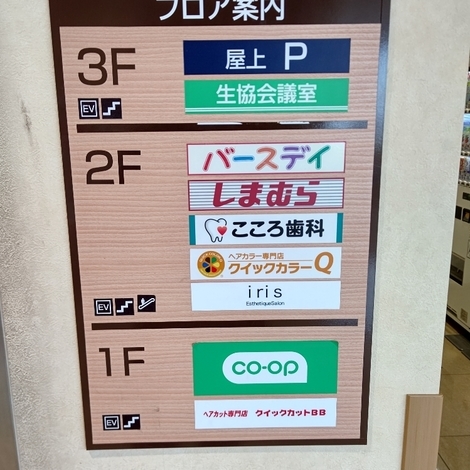 フロア案内
3F
屋上 P
生協会議室
EV
2F
バースデイ
しまむら
こころ歯科
ヘアカラー専門店
クイックカラーQ
iris
EsthetiqueSalon
EV
1F
co-op
ヘアカット専門店 クイックカットBB
EV